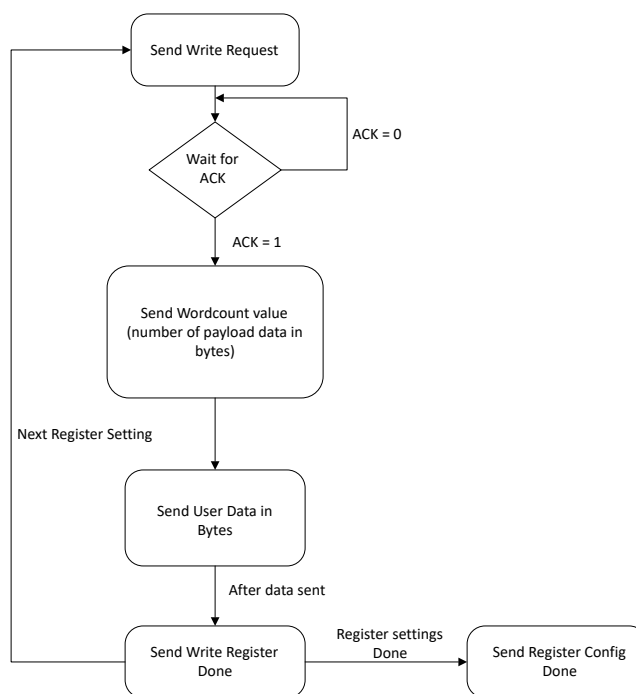 Send Write Request
ACK = 0
Wait for
ACK
ACK = 1
Send Wordcount value
(number of payload data in
bytes)
Next Register Setting
Send User Data in
Bytes
After data sent
Send Write Register
Done
Register settings
Done
Send Register Config
Done